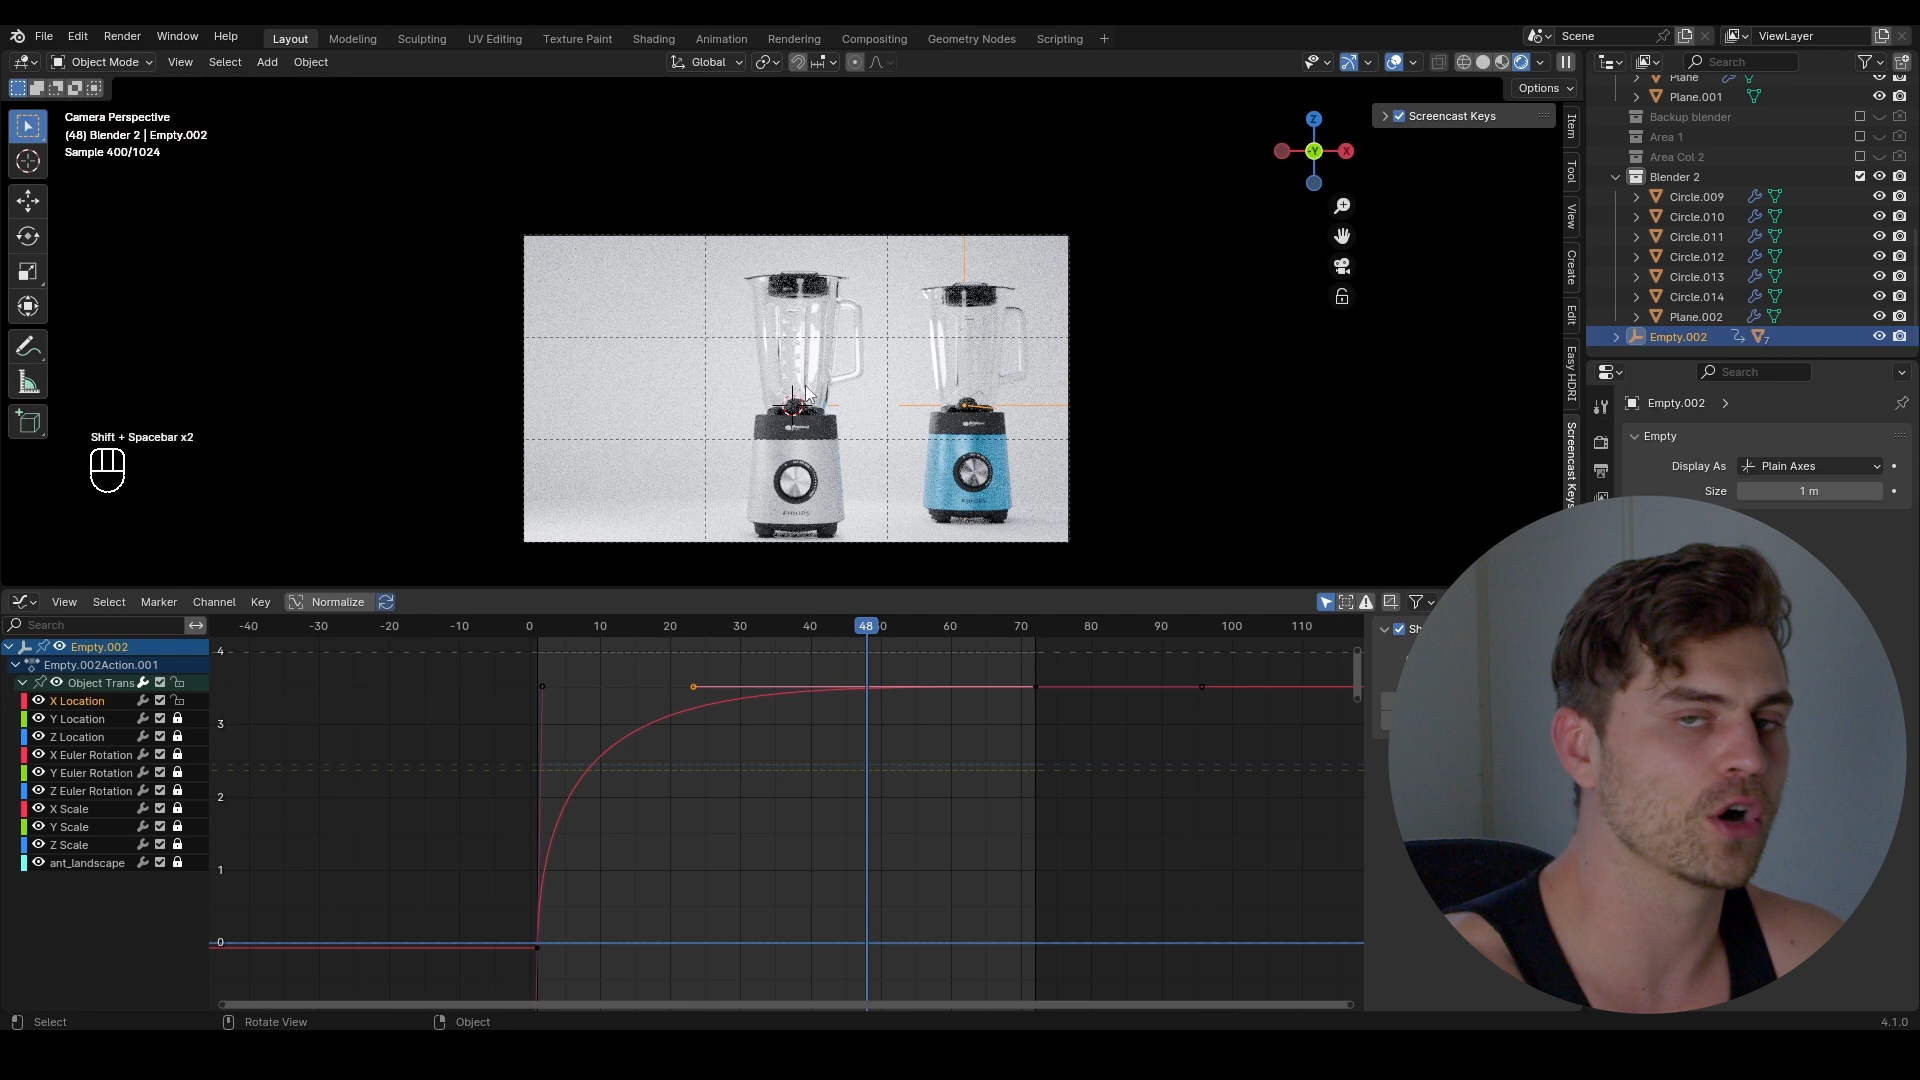 File Edit Render Window Help Layout Modeling Sculpting UV Editing Texture Paint Shading Animation Rendering Compositing Geometry Nodes Scripting + Scene ViewLayer
Object Mode View Select Add Object Global Search
Options
Plane
Plane.001
Camera Perspective
(48) Blender 2 | Empty.002
Sample 400/1024
Screencast Keys
Z
-Y
X
Item
Tool
View
Create
Edit
Easy HDRI
Screencast Keys
Backup blender
Area 1
Area Col 2
Blender 2
Circle.009
Circle.010
Circle.011
Circle.012
Circle.013
Circle.014
Plane.002
Empty.002 7
Search
Empty.002
Empty
Display As Plain Axes
Size 1 m
PHILIPS
PHILIPS
Shift + Spacebar x2
View Select Marker Channel Key Normalize
Search
-40 -30 -20 -10 0 10 20 30 40 48 60 70 80 90 100 110
Sh
Empty.002
Empty.002Action.001
Object Trans
X Location
Y Location
Z Location
X Euler Rotation
Y Euler Rotation
Z Euler Rotation
X Scale
Y Scale
Z Scale
ant_landscape
4
3
2
1
0
Select Rotate View Object 4.1.0